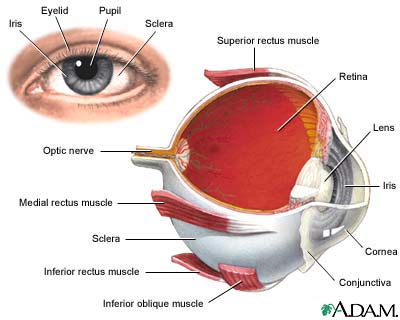 Eyelid
Pupil
Sclera
Iris
Superior rectus muscle
Retina
Lens
Optic nerve
Iris
Medial rectus muscle
Sclera
Cornea
Inferior rectus muscle
Conjunctiva
Inferior oblique muscle
A.D.A.M.